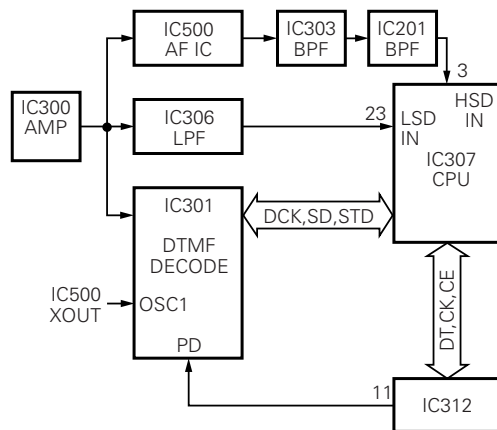 IC500
AF IC
IC303
BPF
IC201
BPF
3
IC300
AMP
IC306
LPF
23
LSD
IN
HSD
IN
IC307
CPU
IC301
DTMF
DECODE
DCK,SD,STD
IC500
XOUT
OSC1
PD
DT,CK,CE
11
IC312